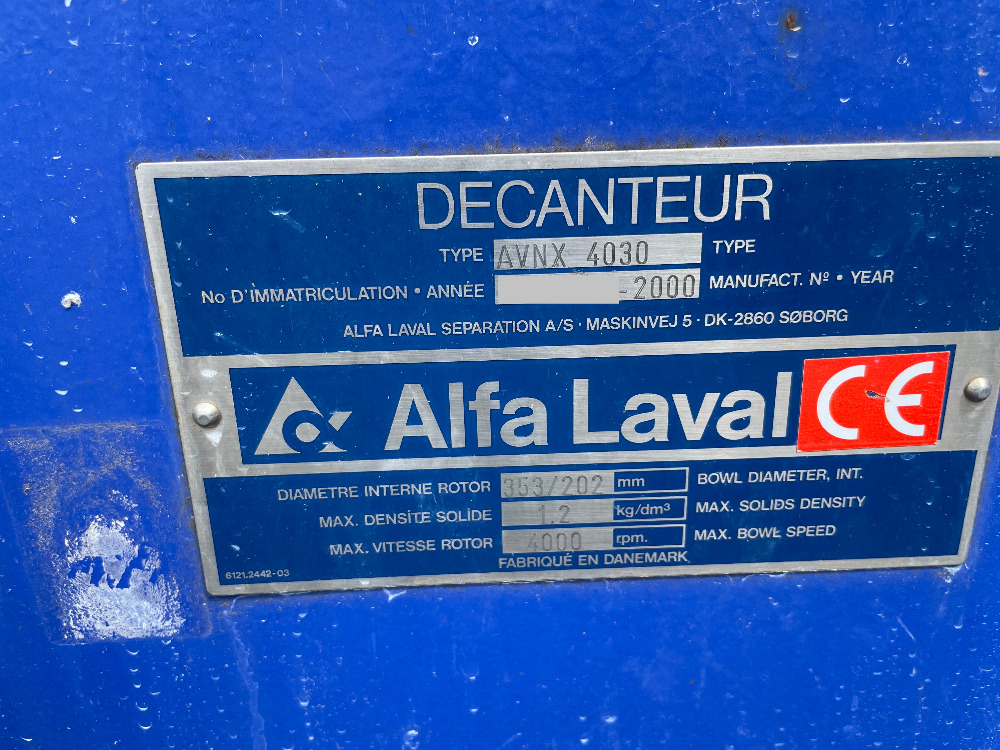 DECANTEUR
TYPE AVNX 4030 TYPE
No D'IMMATRICULATION • ANNÉE -2000 MANUFACT. Nº • YEAR
ALFA LAVAL SEPARATION A/S · MASKINVEJ 5 · DK-2860 SØBORG
Alfa Laval CE
DIAMETRE INTERNE ROTOR 353/202 mm BOWL DIAMETER, INT.
MAX. DENSITE SOLIDE 1.2 kg/dm³ MAX. SOLIDS DENSITY
MAX. VITESSE ROTOR 4000 rpm. MAX. BOWL SPEED
FABRIQUÉ EN DANEMARK
6121.2442-03